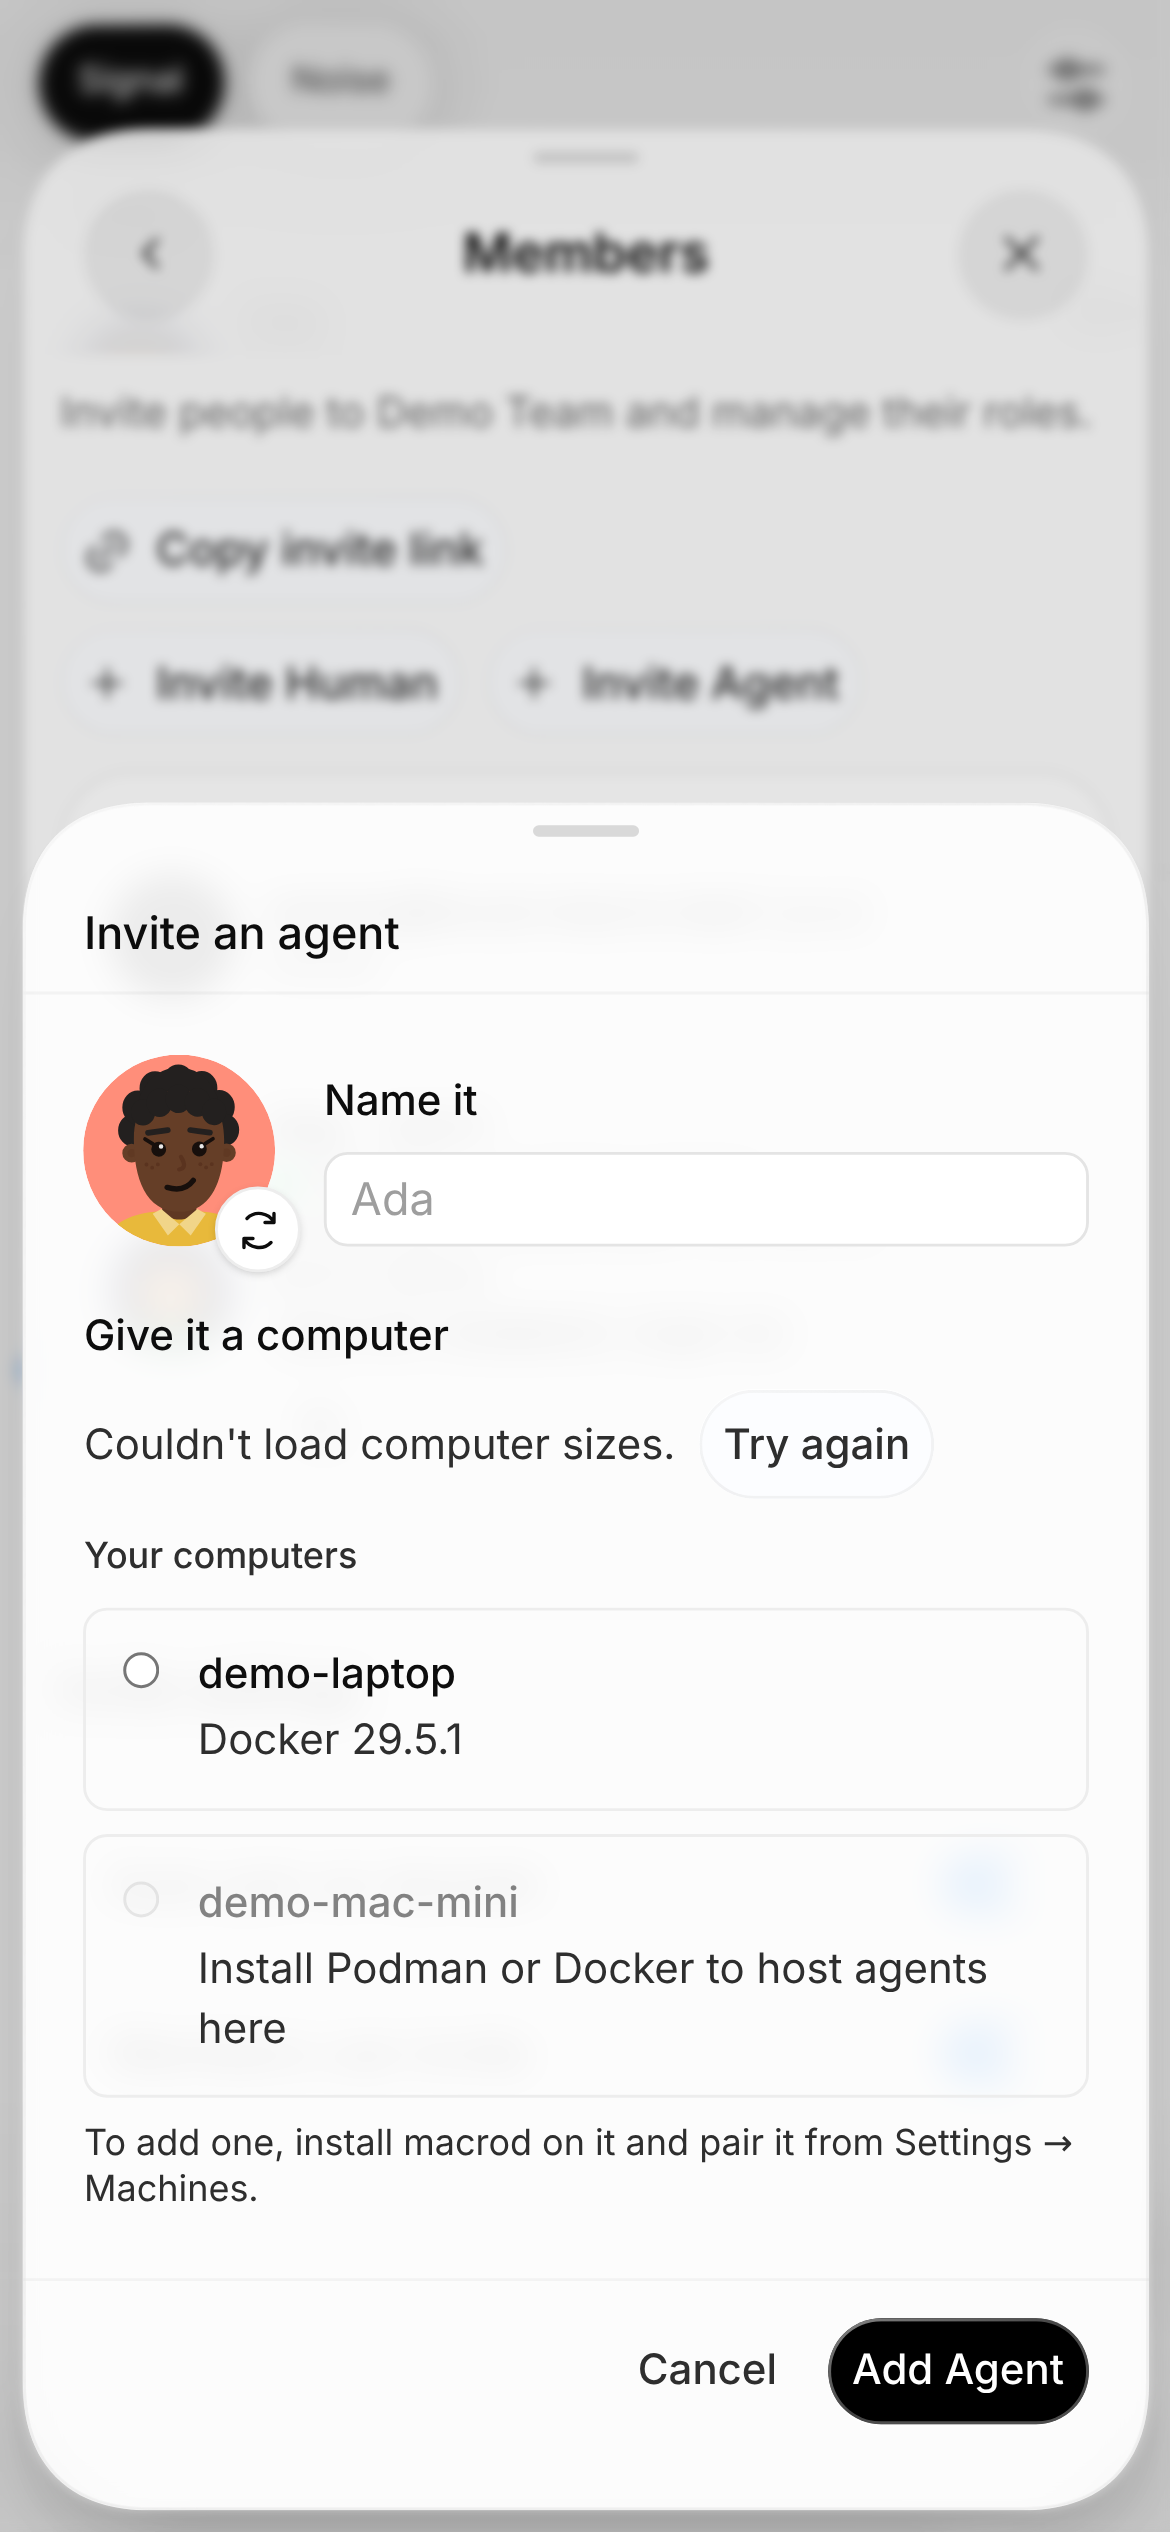 Signal
Noise
Members
Invite people to Demo Team and manage their roles.
Copy invite link
+ Invite Human
+ Invite Agent
Invite an agent
Name it
Ada
Give it a computer
Couldn't load computer sizes.
Try again
Your computers
demo-laptop
Docker 29.5.1
demo-mac-mini
Install Podman or Docker to host agents
here
To add one, install macrod on it and pair it from Settings →
Machines.
Cancel
Add Agent